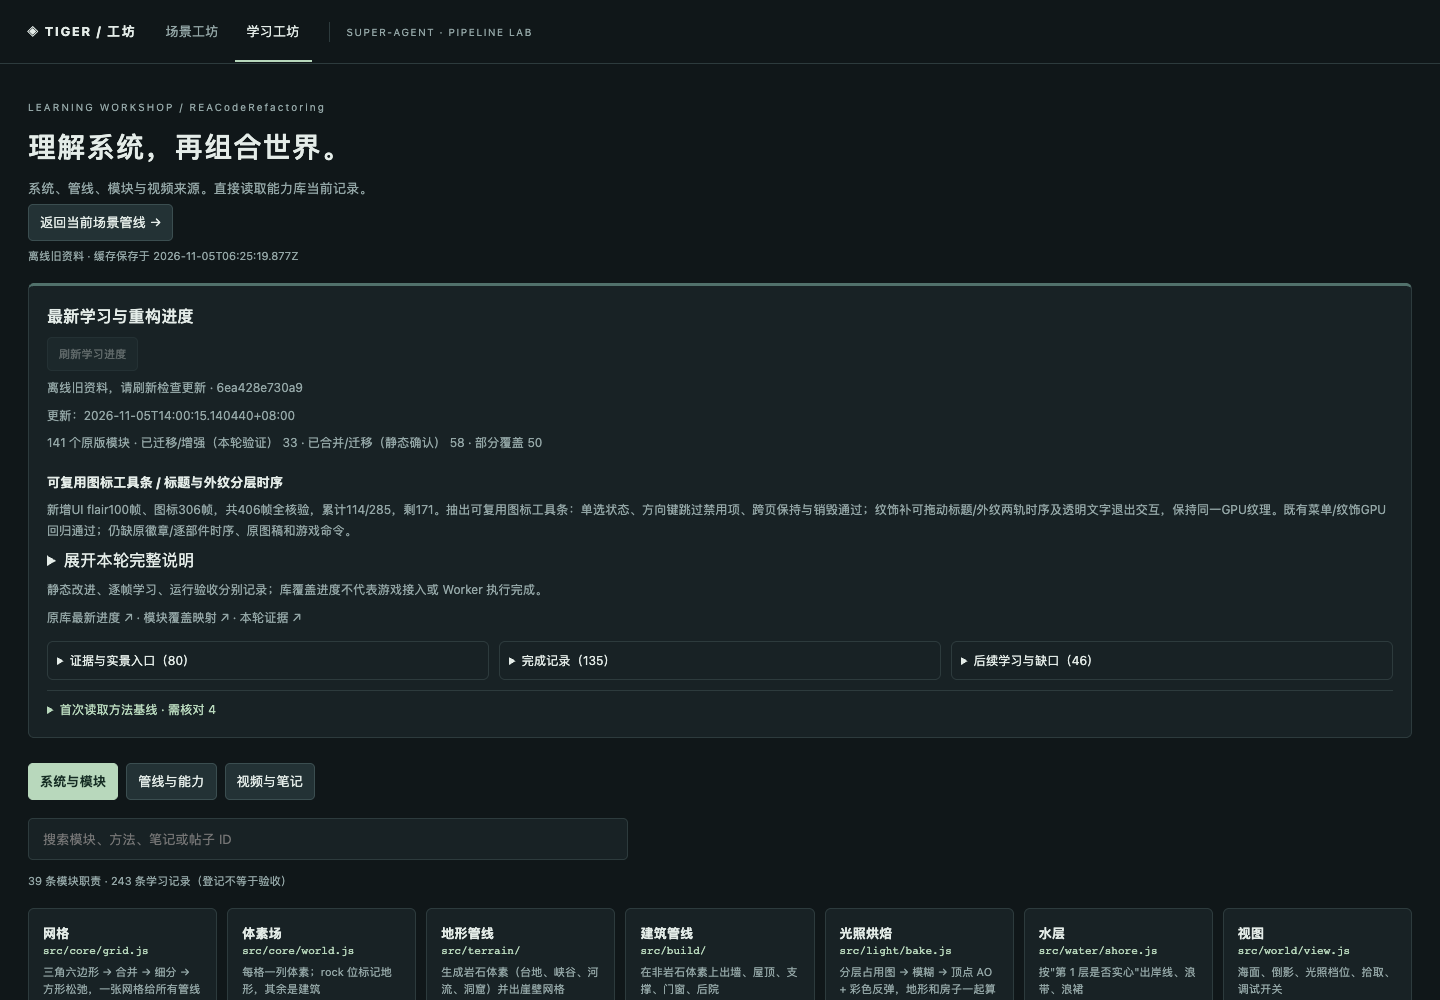 ◈ TIGER / 工坊 场景工坊 学习工坊 SUPER-AGENT · PIPELINE LAB
LEARNING WORKSHOP / REACodeRefactoring
理解系统，再组合世界。
系统、管线、模块与视频来源。直接读取能力库当前记录。
返回当前场景管线 →
离线旧资料 · 缓存保存于 2026-11-05T06:25:19.877Z
最新学习与重构进度
刷新学习进度
离线旧资料，请刷新检查更新 · 6ea428e730a9
更新：2026-11-05T14:00:15.140440+08:00
141 个原版模块 · 已迁移/增强（本轮验证） 33 · 已合并/迁移（静态确认） 58 · 部分覆盖 50
可复用图标工具条 / 标题与外纹分层时序
新增UI flair100帧、图标306帧，共406帧全核验，累计114/285，剩171。抽出可复用图标工具条：单选状态、方向键跳过禁用项、跨页保持与销毁通过；纹饰补可拖动标题/外纹两轨时序及透明文字退出交互，保持同一GPU纹理。既有菜单/纹饰GPU
回归通过；仍缺原徽章/逐部件时序、原图稿和游戏命令。
▶ 展开本轮完整说明
静态改进、逐帧学习、运行验收分别记录；库覆盖进度不代表游戏接入或 Worker 执行完成。
原库最新进度 ↗ · 模块覆盖映射 ↗ · 本轮证据 ↗
▶ 证据与实景入口（80） ▶ 完成记录（135） ▶ 后续学习与缺口（46）
▶ 首次读取方法基线 · 需核对 4
系统与模块 管线与能力 视频与笔记
搜索模块、方法、笔记或帖子 ID
39 条模块职责 · 243 条学习记录（登记不等于验收）
网格
src/core/grid.js
三角六边形 → 合并 → 细分 →
方形松弛，一张网格给所有管线
体素场
src/core/world.js
每格一列体素；rock 位标记地
形，其余是建筑
地形管线
src/terrain/
生成岩石体素（台地、峡谷、河
流、洞窟）并出崖壁网格
建筑管线
src/build/
在非岩石体素上出墙、屋顶、支
撑、门窗、后院
光照烘焙
src/light/bake.js
分层占用图 → 模糊 → 顶点 AO
+ 彩色反弹，地形和房子一起算
水层
src/water/shore.js
按"第 1 层是否实心"出岸线、浪
带、浪裙
视图
src/world/view.js
海面、倒影、光照档位、拾取、
调试开关